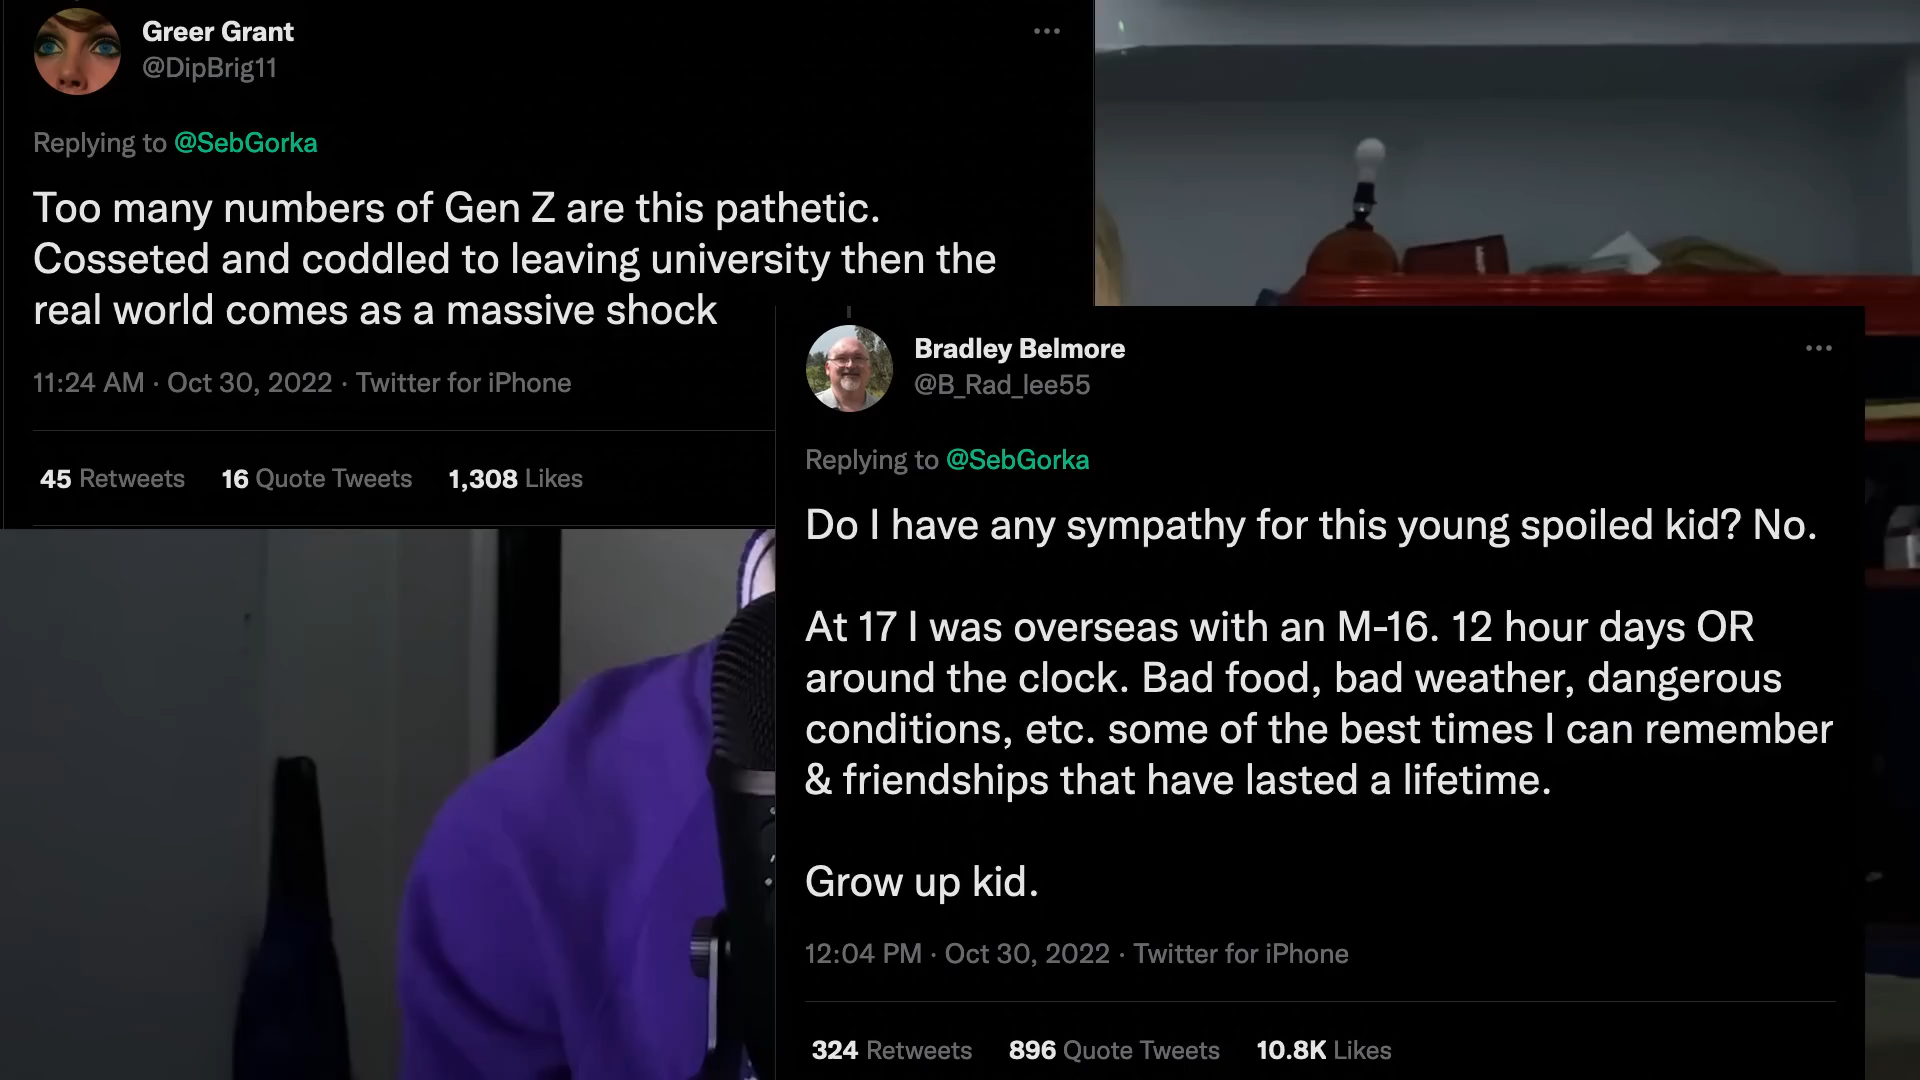 Greer Grant
@DipBrig11
Replying to @SebGorka
Too many numbers of Gen Z are this pathetic.
Cosseted and coddled to leaving university then the
real world comes as a massive shock
11:24 AM · Oct 30, 2022 · Twitter for iPhone
45 Retweets 16 Quote Tweets 1,308 Likes
Bradley Belmore
@B_Rad_lee55
Replying to @SebGorka
Do I have any sympathy for this young spoiled kid? No.
At 17 I was overseas with an M-16. 12 hour days OR
around the clock. Bad food, bad weather, dangerous
conditions, etc. some of the best times I can remember
& friendships that have lasted a lifetime.
Grow up kid.
12:04 PM · Oct 30, 2022 · Twitter for iPhone
324 Retweets 896 Quote Tweets 10.8K Likes